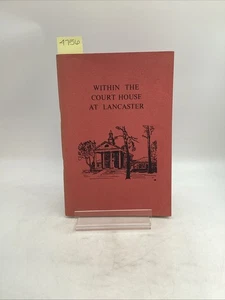 4756
WITHIN THE
COURT HOUSE
AT LANCASTER